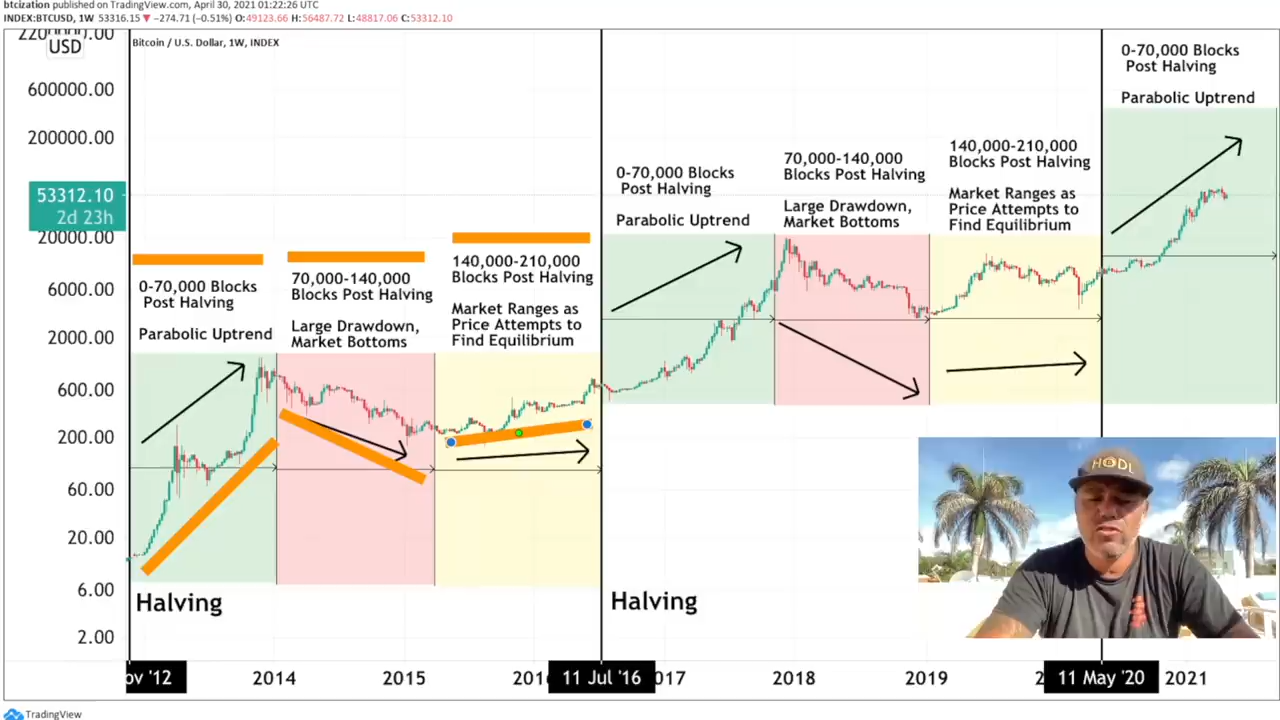 btcization published on TradingView.com, April 30, 2021 01:22:26 UTC
INDEX:BTCUSD, 1W 53316.15 ▼ −274.71 (−0.51%) O:49123.66 H:56487.72 L:48817.06 C:53312.10
USD
Bitcoin / U.S. Dollar, 1W, INDEX
600000.00
200000.00
53312.10
2d 23h
20000.00
6000.00
2000.00
600.00
200.00
60.00
20.00
6.00
2.00
0-70,000 Blocks
Post Halving
Parabolic Uptrend
70,000-140,000
Blocks Post Halving
Large Drawdown,
Market Bottoms
140,000-210,000
Blocks Post Halving
Market Ranges as
Price Attempts to
Find Equilibrium
0-70,000 Blocks
Post Halving
Parabolic Uptrend
70,000-140,000
Blocks Post Halving
Large Drawdown,
Market Bottoms
140,000-210,000
Blocks Post Halving
Market Ranges as
Price Attempts to
Find Equilibrium
0-70,000 Blocks
Post Halving
Parabolic Uptrend
HODL
Halving
Halving
ov '12
2014
2015
201
11 Jul '16
017
2018
2019
2
11 May '20
2021
TradingView